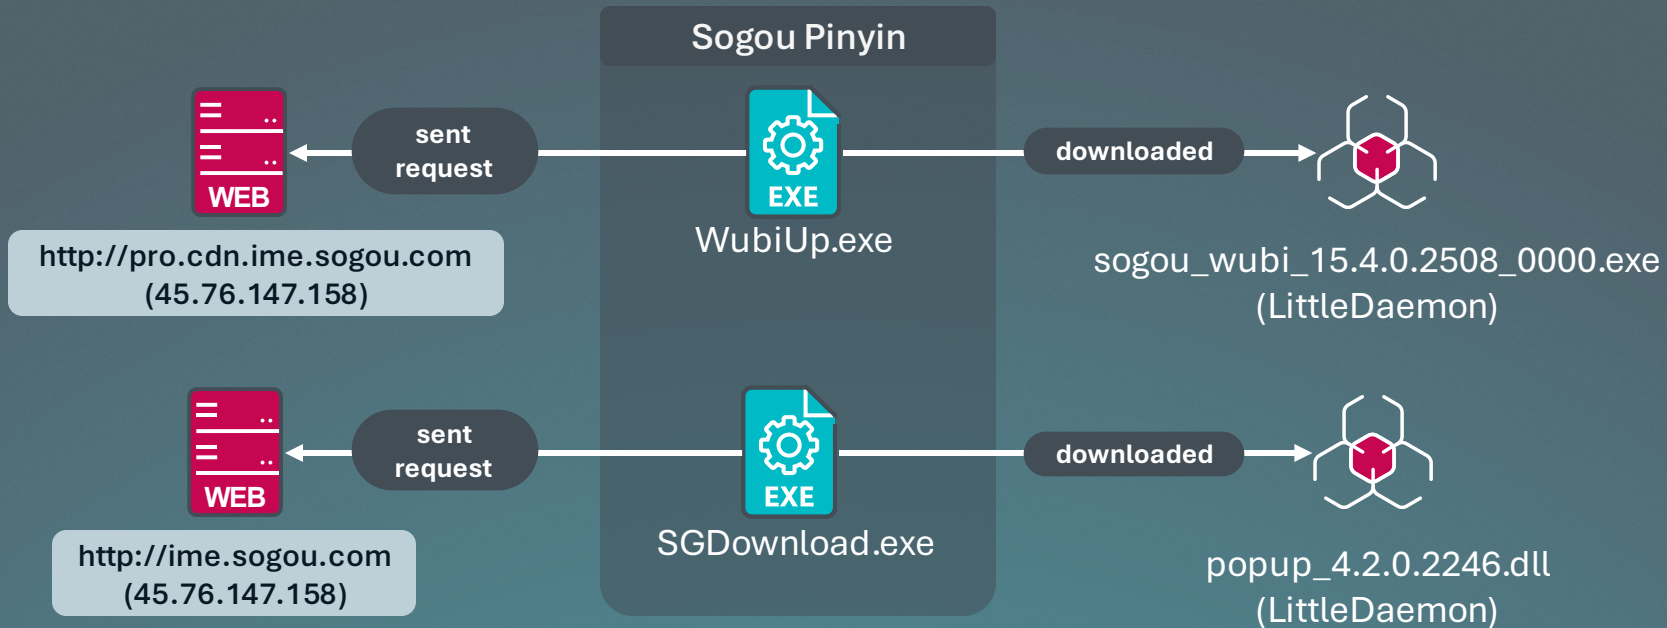 Sogou Pinyin
WEB
sent
request
EXE
downloaded
http://pro.cdn.ime.sogou.com
(45.76.147.158)
WubiUp.exe
sogou_wubi_15.4.0.2508_0000.exe
(LittleDaemon)
WEB
sent
request
EXE
downloaded
http://ime.sogou.com
(45.76.147.158)
SGDownload.exe
popup_4.2.0.2246.dll
(LittleDaemon)